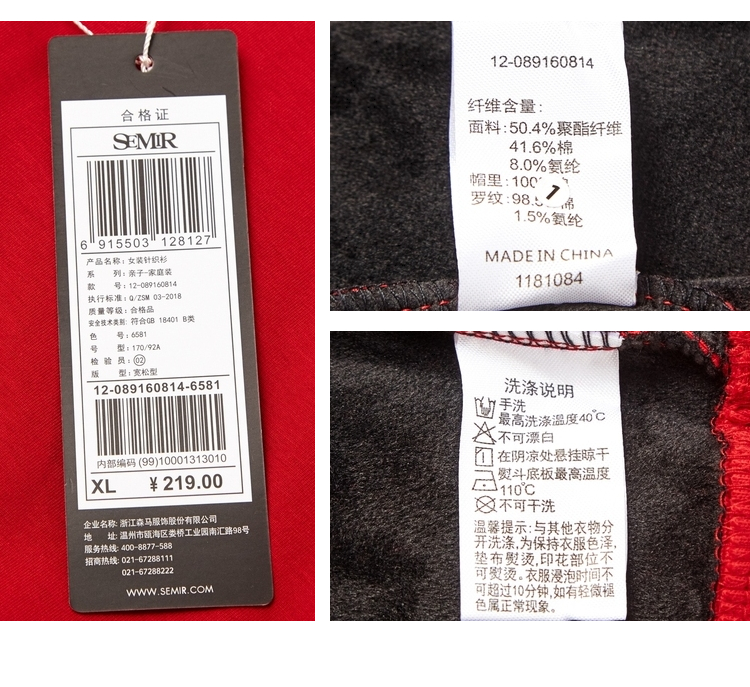 合格证
SEMIR
6 915503 128127
产品名称:女装针织衫
系 列:亲子一家庭装
款 号:12-089160814
执行标准:Q/ZSM 03-2018
质量等级:合格品
安全技术类别:符合GB 18401 B类
色 号:6581
号 型:170/92A
检 验 员:02
版 型:宽松型
12-089160814-6581
内部编码 (99)10001313010
XL ¥219.00
企业名称:浙江森马服饰股份有限公司
地 址:温州市瓯海区娄桥工业园南汇路98号
服务热线:400-8877-588
招商热线:021-67288111
021-67288222
WWW.SEMIR.COM
12-089160814
纤维含量:
面料:50.4%聚酯纤维
41.6%棉
8.0%氨纶
帽里:100
罗纹:98. 棉
1.5%氨纶
1
MADE IN CHINA
1181084
洗涤说明
手洗
最高洗涤温度40°C
不可漂白
在阴凉处悬挂晾干
熨斗底板最高温度
110°C
不可干洗
温馨提示:与其他衣物分
开洗涤,为保持衣服色泽,
垫布熨烫,印花部位不
可熨烫。衣服浸泡时间不
可超过10分钟,如有轻微褪
色属正常现象。